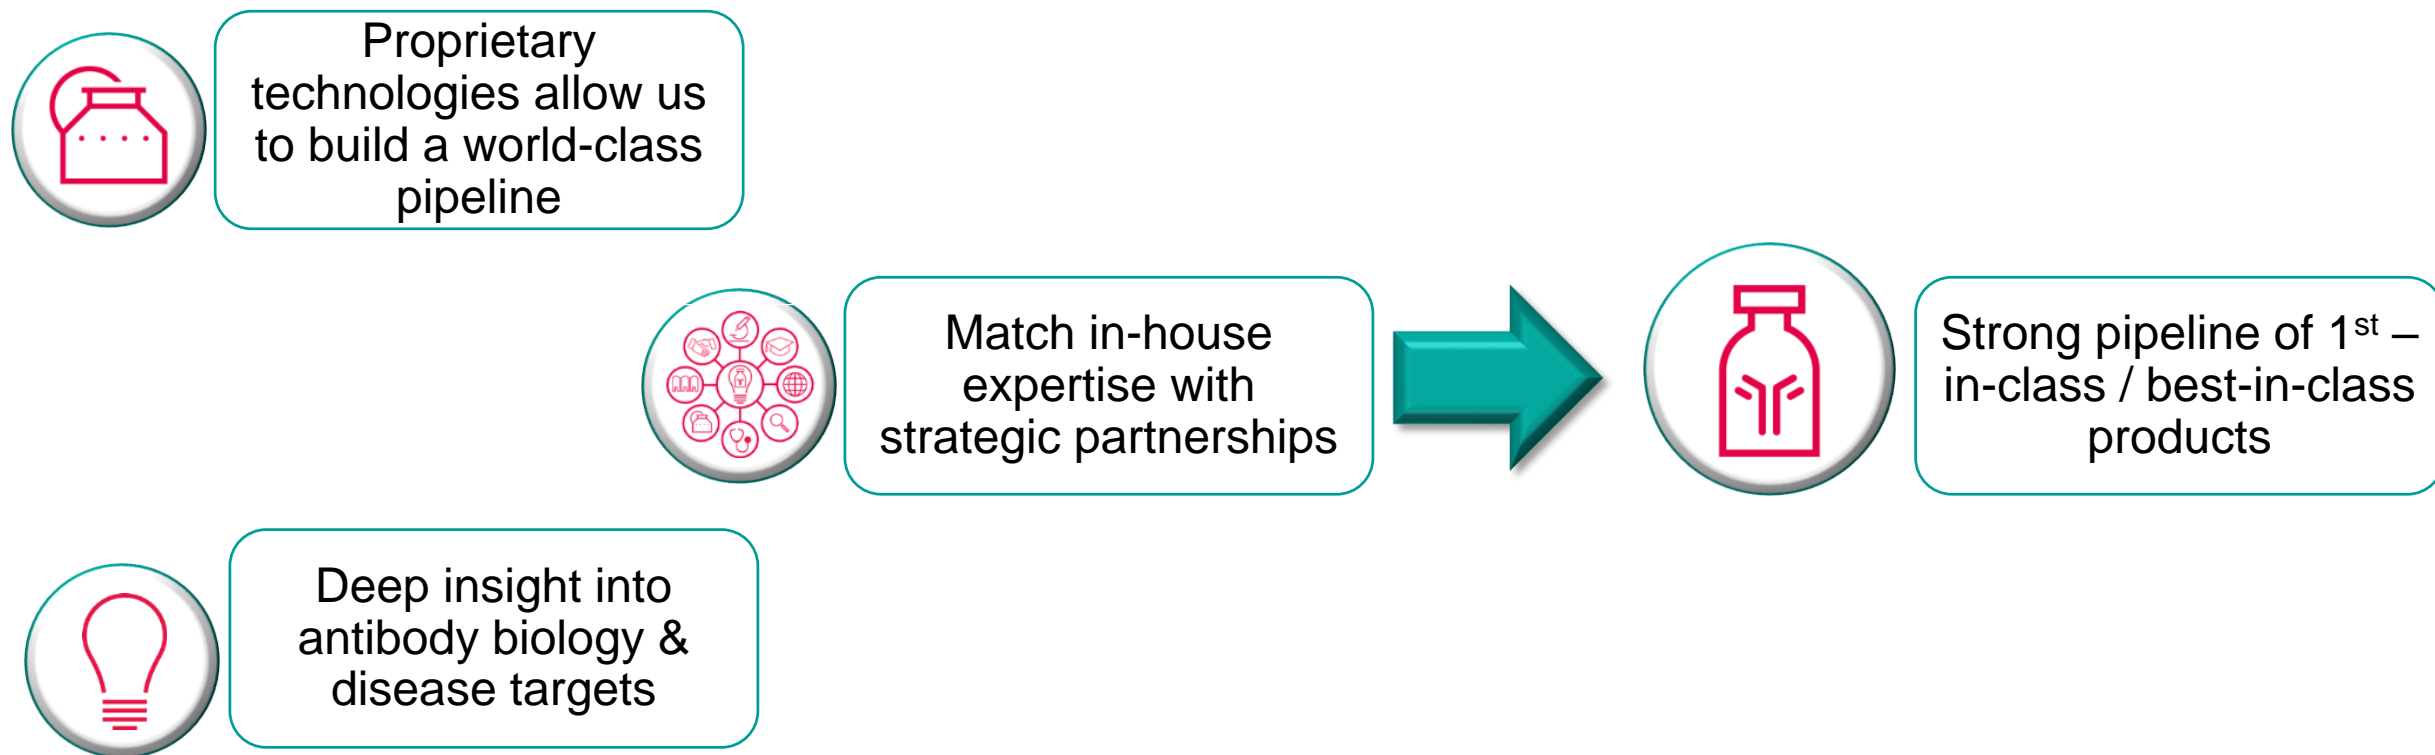 Proprietary
technologies allow us
to build a world-class
pipeline
Match in-house
expertise with
strategic partnerships
Strong pipeline of 1st –
in-class / best-in-class
products
Deep insight into
antibody biology &
disease targets